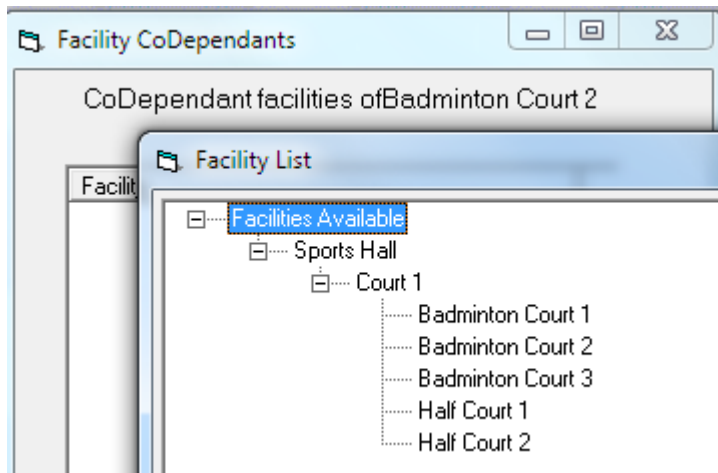 Facility CoDependants
CoDependant facilities ofBadminton Court 2
Facility List
Facilit
Facilities Available
Sports Hall
Court 1
Badminton Court 1
Badminton Court 2
Badminton Court 3
Half Court 1
Half Court 2